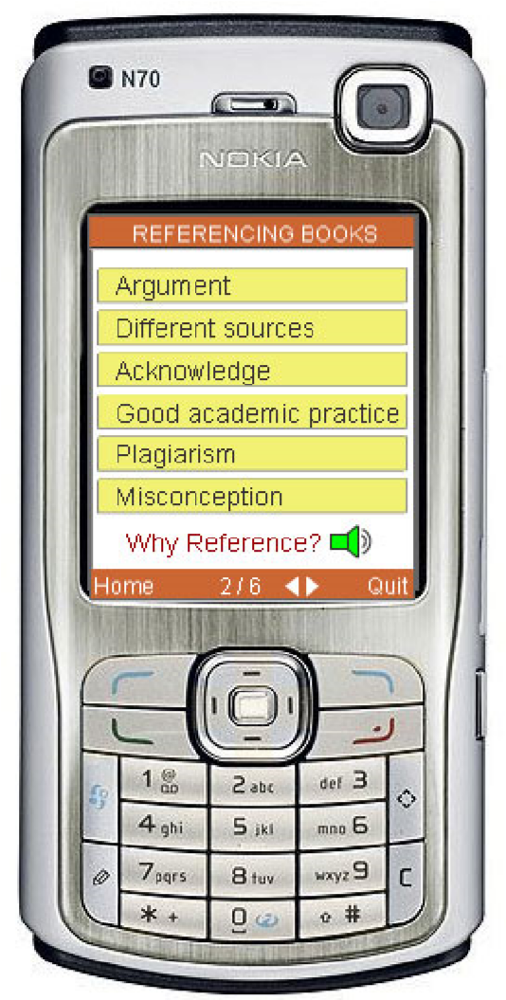 N70
NOKIA
REFERENCING BOOKS
Argument
Different sources
Acknowledge
Good academic practice
Plagiarism
Misconception
Why Reference?
Home 2/6 Quit
1 @
2 abc
def 3
4 ghi
5 jkl
mno 6
7 pqrs
8 tuv
wxyz 9
C
* +
0
#